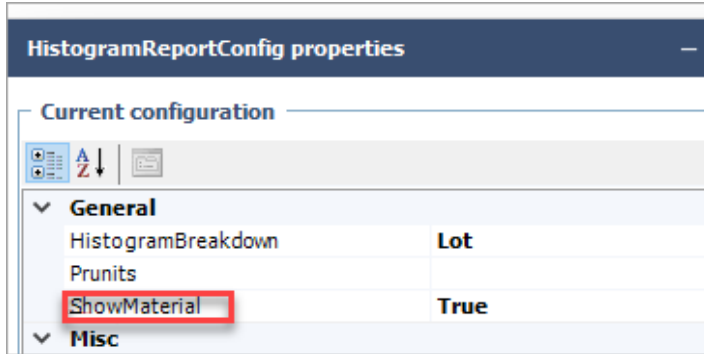 HistogramReportConfig properties
Current configuration
A
Z
General
HistogramBreakdown Lot
Prunits
ShowMaterial True
Misc